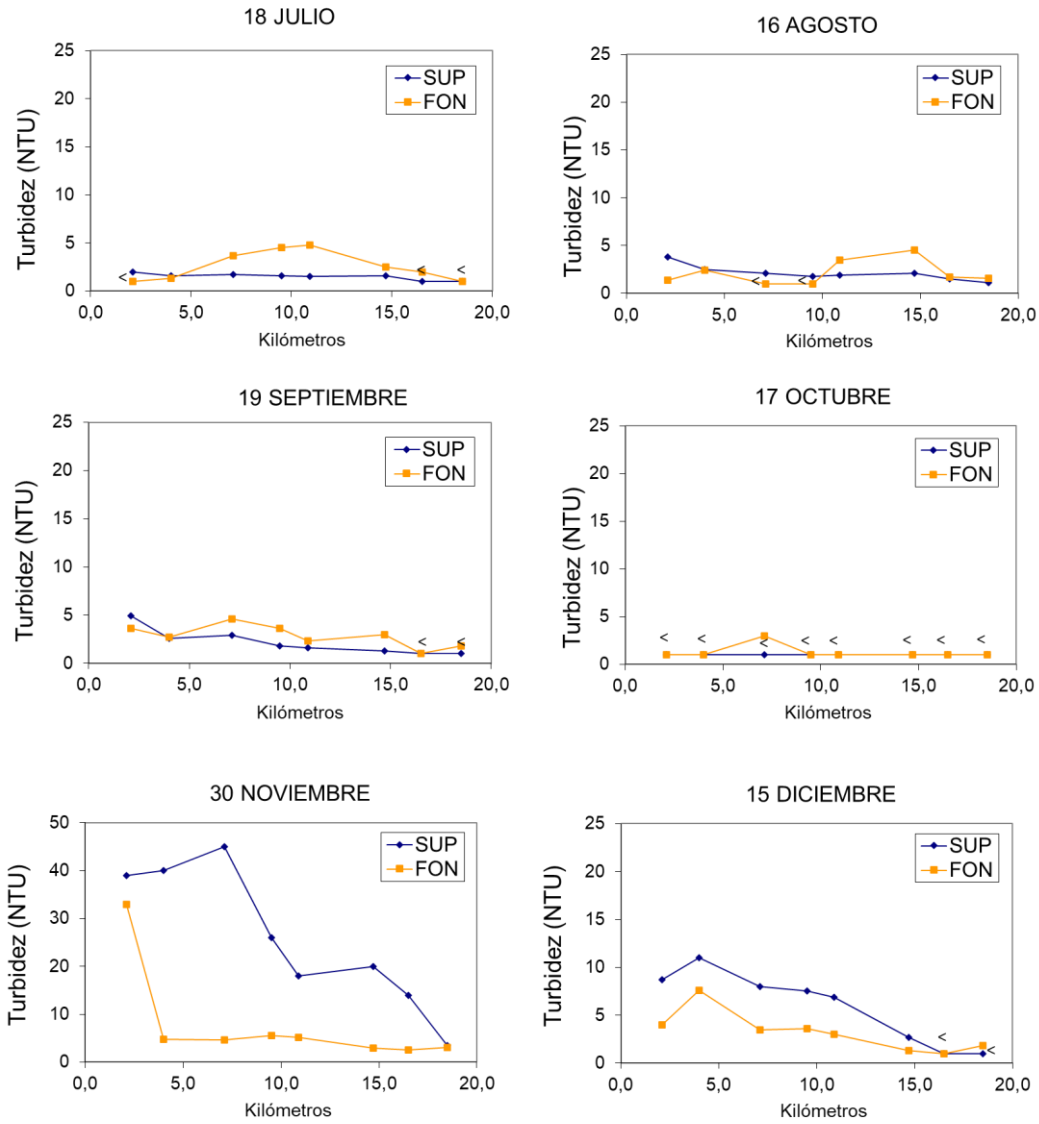 18 JULIO
25
20
15
10
5
0
Turbidez (NTU)
SUP
FON
<
<
<
0,0 5,0 10,0 15,0 20,0
Kilómetros
16 AGOSTO
25
20
15
10
5
0
Turbidez (NTU)
SUP
FON
<
<
0,0 5,0 10,0 15,0 20,0
Kilómetros
19 SEPTIEMBRE
25
20
15
10
5
0
Turbidez (NTU)
SUP
FON
<
<
0,0 5,0 10,0 15,0 20,0
Kilómetros
17 OCTUBRE
25
20
15
10
5
0
Turbidez (NTU)
SUP
FON
<
<
<
<
<
<
<
<
0,0 5,0 10,0 15,0 20,0
Kilómetros
30 NOVIEMBRE
50
40
30
20
10
0
Turbidez (NTU)
SUP
FON
0,0 5,0 10,0 15,0 20,0
Kilómetros
15 DICIEMBRE
25
20
15
10
5
0
Turbidez (NTU)
SUP
FON
<
<
0,0 5,0 10,0 15,0 20,0
Kilómetros